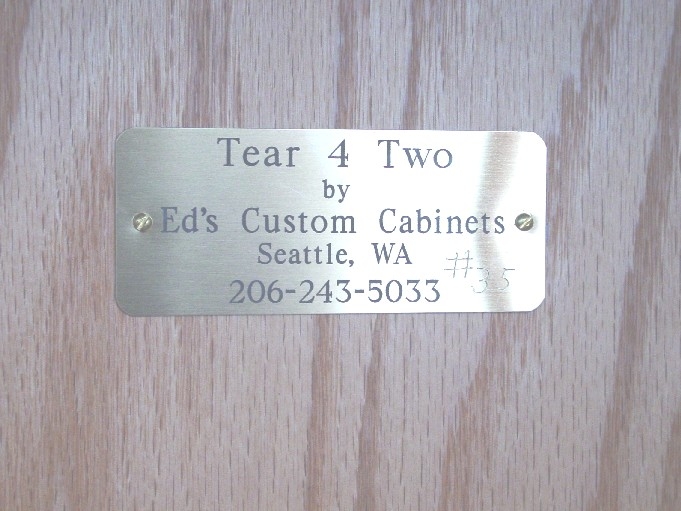 Tear 4 Two
by
Ed's Custom Cabinets
Seattle, WA
206-243-5033
#35